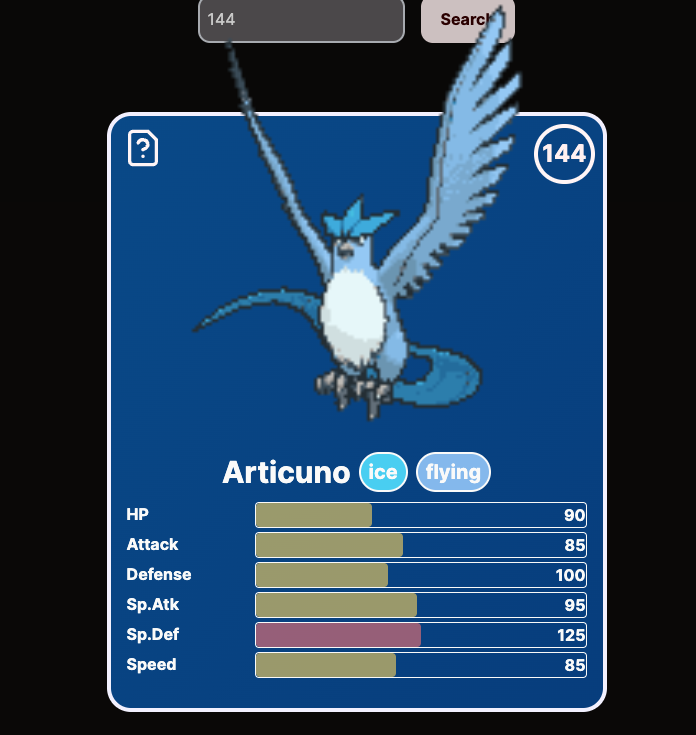 144 Search
? 144
Articuno ice flying
HP 90
Attack 85
Defense 100
Sp.Atk 95
Sp.Def 125
Speed 85